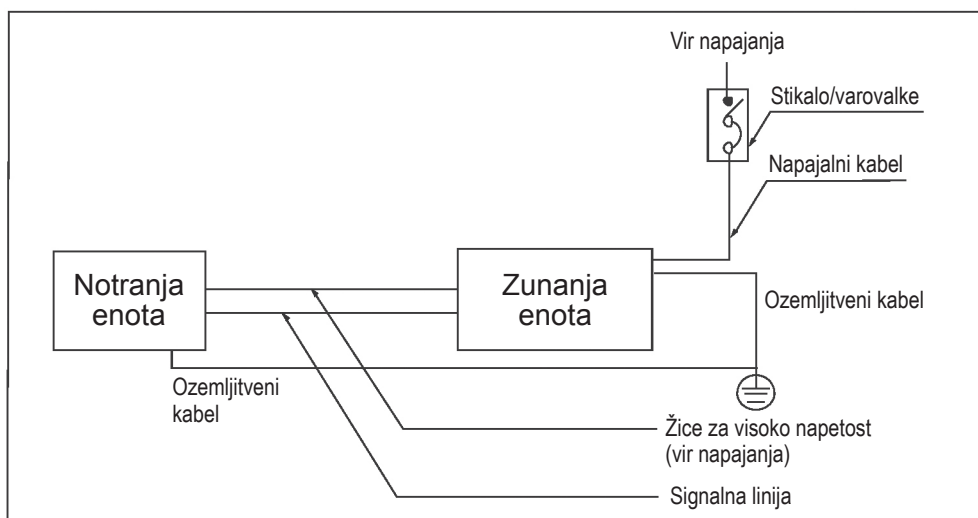 Vir napajanja
Stikalo/varovalke
Napajalni kabel
Notranja
enota
Zunanja
enota
Ozemljitveni kabel
Ozemljitveni
kabel
Žice za visoko napetost
(vir napajanja)
Signalna linija